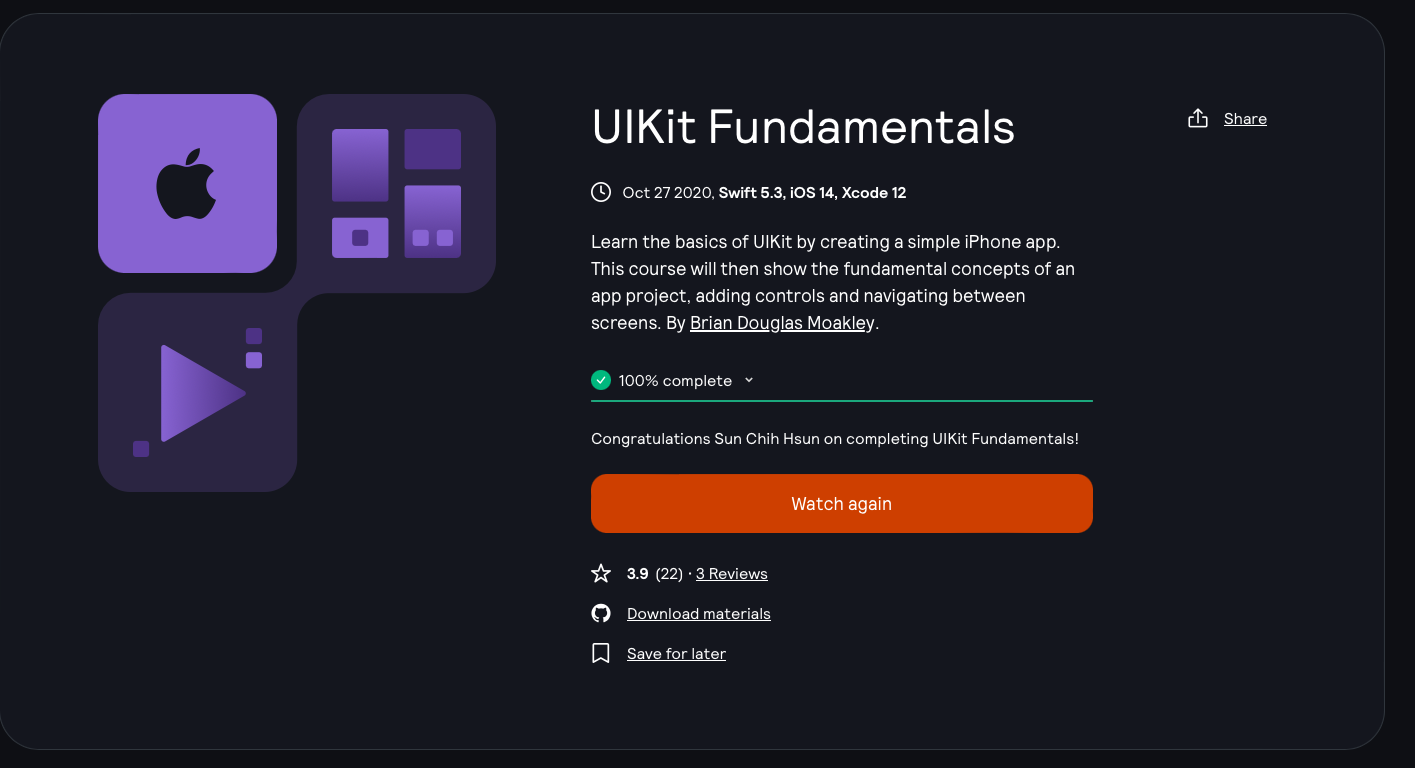 UIKit Fundamentals
Share
Oct 27 2020, Swift 5.3, iOS 14, Xcode 12
Learn the basics of UIKit by creating a simple iPhone app.
This course will then show the fundamental concepts of an
app project, adding controls and navigating between
screens. By Brian Douglas Moakley.
100% complete
Congratulations Sun Chih Hsun on completing UIKit Fundamentals!
Watch again
3.9 (22) · 3 Reviews
Download materials
Save for later